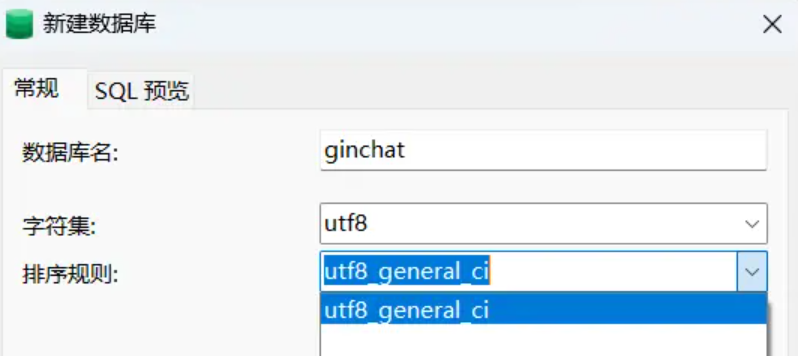 新建数据库
常规 SQL 预览
数据库名: ginchat
字符集: utf8
排序规则: utf8_general_ci
utf8_general_ci